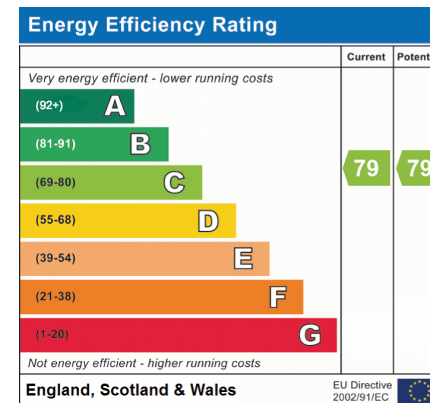 Energy Efficiency Rating
Current Potent
Very energy efficient - lower running costs
(92+) A
(81-91) B
(69-80) C
79 79
(55-68) D
(39-54) E
(21-38) F
(1-20) G
Not energy efficient - higher running costs
England, Scotland & Wales
EU Directive
2002/91/EC